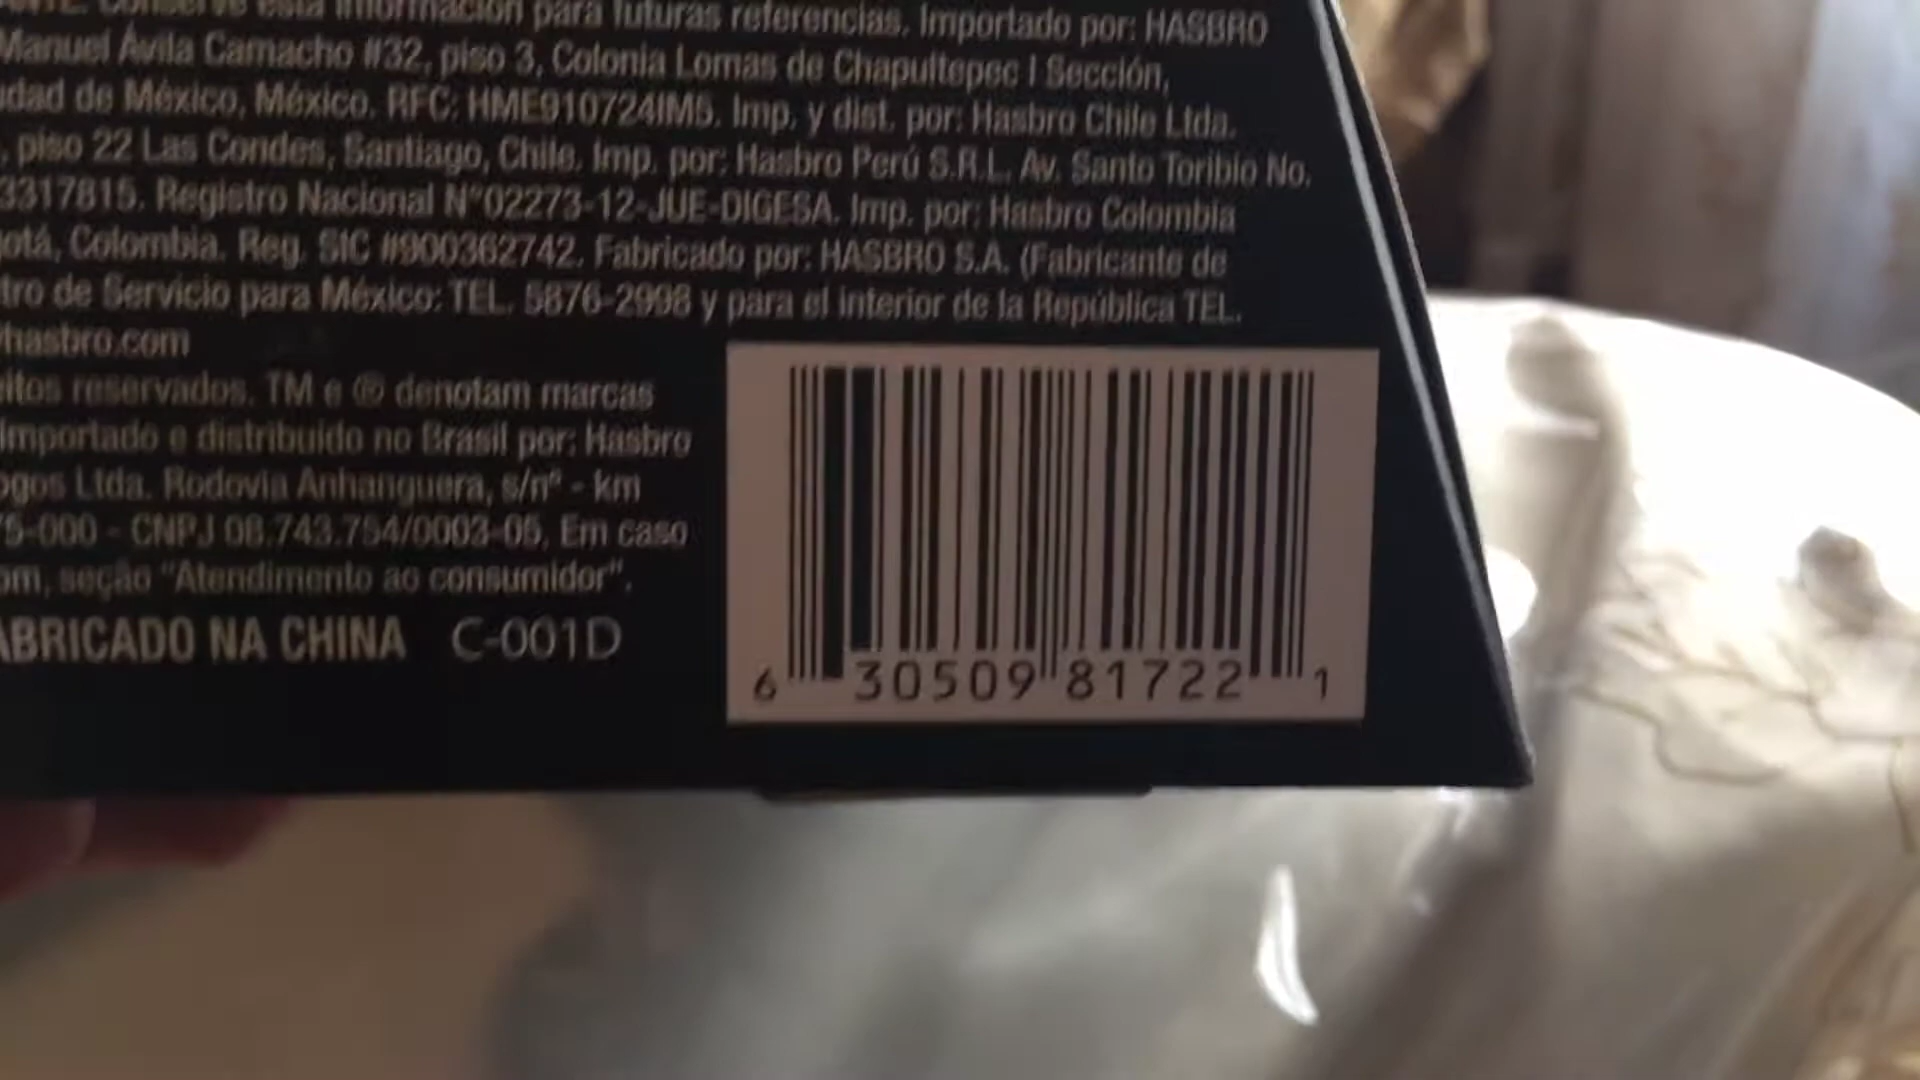 Conserve esta información para futuras referencias. Importado por: HASBRO
Manuel Ávila Camacho #32, piso 3, Colonia Lomas de Chapultepec I Sección,
dad de México, México. RFC: HME910724IM5. Imp. y dist. por: Hasbro Chile Ltda.
, piso 22 Las Condes, Santiago, Chile. Imp. por: Hasbro Perú S.R.L. Av. Santo Toribio No.
3317815. Registro Nacional N°02273-12-JUE-DIGESA. Imp. por: Hasbro Colombia
otá, Colombia. Reg. SIC #900362742. Fabricado por: HASBRO S.A. (Fabricante de
tro de Servicio para México: TEL. 5876-2998 y para el interior de la República TEL.
hasbro.com
eitos reservados. TM e ® denotam marcas
Importado e distribuído no Brasil por: Hasbro
ogos Ltda. Rodovia Anhanguera, s/nº - km
5-000 - CNPJ 08.743.754/0003-05. Em caso
om, seção "Atendimento ao consumidor".
ABRICADO NA CHINA C-001D
6 30509 81722 1